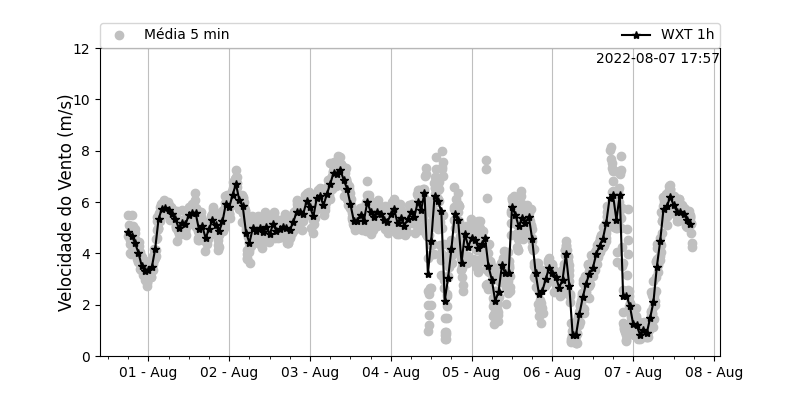 Média 5 min
WXT 1h
2022-08-07 17:57
Velocidade do Vento (m/s)
12
10
8
6
4
2
0
01 - Aug
02 - Aug
03 - Aug
04 - Aug
05 - Aug
06 - Aug
07 - Aug
08 - Aug